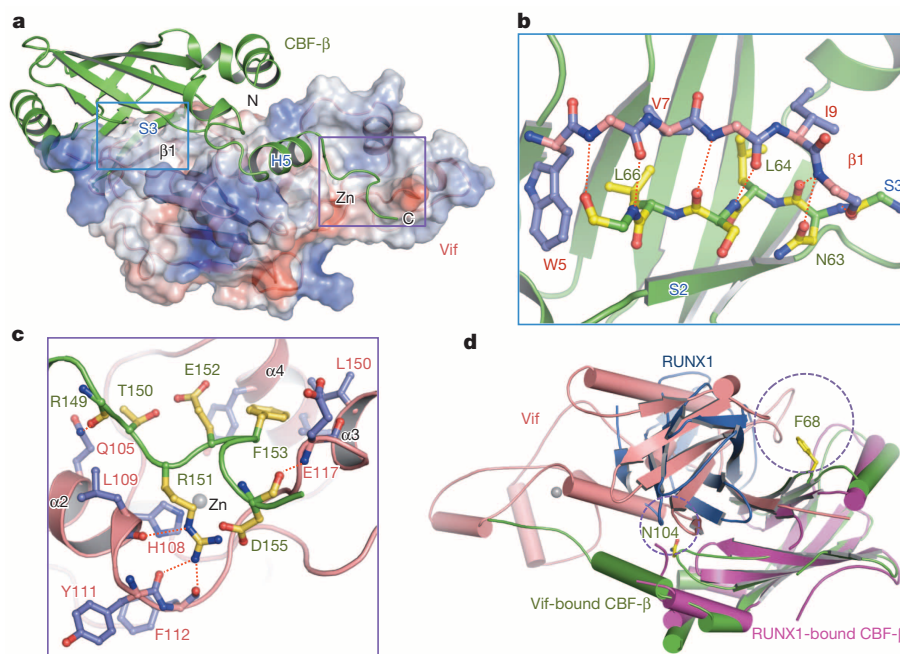 a
CBF-β
N
S3
β1
H5
Zn
C
Vif
b
V7
I9
L66
L64
β1
S3
W5
N63
S2
c
L150
E152
α4
T150
R149
α3
Q105
F153
E117
L109
R151
α2
Zn
H108
D155
Y111
F112
d
RUNX1
Vif
F68
N104
Vif-bound CBF-β
RUNX1-bound CBF-β